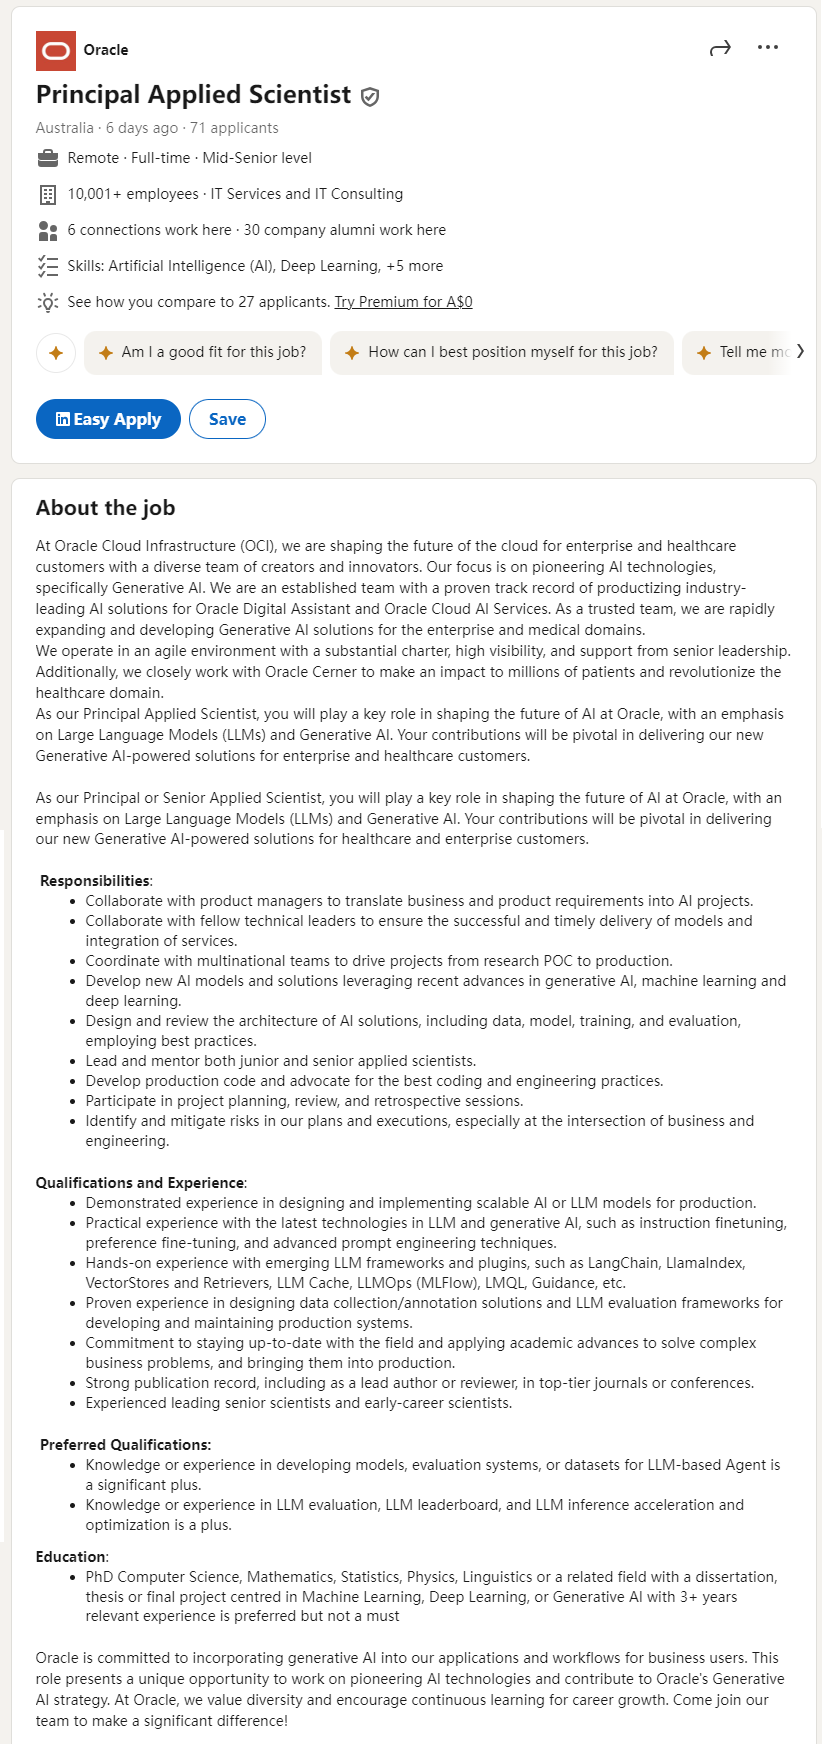 Oracle
Principal Applied Scientist
Australia · 6 days ago · 71 applicants
Remote · Full-time · Mid-Senior level
10,001+ employees · IT Services and IT Consulting
6 connections work here · 30 company alumni work here
Skills: Artificial Intelligence (AI), Deep Learning, +5 more
See how you compare to 27 applicants. Try Premium for A$0
Am I a good fit for this job?
How can I best position myself for this job?
Tell me mo
in Easy Apply
Save
About the job
At Oracle Cloud Infrastructure (OCI), we are shaping the future of the cloud for enterprise and healthcare
customers with a diverse team of creators and innovators. Our focus is on pioneering AI technologies,
specifically Generative AI. We are an established team with a proven track record of productizing industry-
leading AI solutions for Oracle Digital Assistant and Oracle Cloud AI Services. As a trusted team, we are rapidly
expanding and developing Generative AI solutions for the enterprise and medical domains.
We operate in an agile environment with a substantial charter, high visibility, and support from senior leadership.
Additionally, we closely work with Oracle Cerner to make an impact to millions of patients and revolutionize the
healthcare domain.
As our Principal Applied Scientist, you will play a key role in shaping the future of AI at Oracle, with an emphasis
on Large Language Models (LLMs) and Generative AI. Your contributions will be pivotal in delivering our new
Generative AI-powered solutions for enterprise and healthcare customers.
As our Principal or Senior Applied Scientist, you will play a key role in shaping the future of AI at Oracle, with an
emphasis on Large Language Models (LLMs) and Generative AI. Your contributions will be pivotal in delivering
our new Generative AI-powered solutions for healthcare and enterprise customers.
Responsibilities:
• Collaborate with product managers to translate business and product requirements into AI projects.
• Collaborate with fellow technical leaders to ensure the successful and timely delivery of models and
integration of services.
• Coordinate with multinational teams to drive projects from research POC to production.
• Develop new AI models and solutions leveraging recent advances in generative AI, machine learning and
deep learning.
• Design and review the architecture of AI solutions, including data, model, training, and evaluation,
employing best practices.
• Lead and mentor both junior and senior applied scientists.
• Develop production code and advocate for the best coding and engineering practices.
• Participate in project planning, review, and retrospective sessions.
• Identify and mitigate risks in our plans and executions, especially at the intersection of business and
engineering.
Qualifications and Experience:
• Demonstrated experience in designing and implementing scalable AI or LLM models for production.
• Practical experience with the latest technologies in LLM and generative AI, such as instruction finetuning,
preference fine-tuning, and advanced prompt engineering techniques.
• Hands-on experience with emerging LLM frameworks and plugins, such as LangChain, LlamaIndex,
VectorStores and Retrievers, LLM Cache, LLMOps (MLFlow), LMQL, Guidance, etc.
• Proven experience in designing data collection/annotation solutions and LLM evaluation frameworks for
developing and maintaining production systems.
• Commitment to staying up-to-date with the field and applying academic advances to solve complex
business problems, and bringing them into production.
• Strong publication record, including as a lead author or reviewer, in top-tier journals or conferences.
• Experienced leading senior scientists and early-career scientists.
Preferred Qualifications:
• Knowledge or experience in developing models, evaluation systems, or datasets for LLM-based Agent is
a significant plus.
• Knowledge or experience in LLM evaluation, LLM leaderboard, and LLM inference acceleration and
optimization is a plus.
Education:
• PhD Computer Science, Mathematics, Statistics, Physics, Linguistics or a related field with a dissertation,
thesis or final project centred in Machine Learning, Deep Learning, or Generative AI with 3+ years
relevant experience is preferred but not a must
Oracle is committed to incorporating generative AI into our applications and workflows for business users. This
role presents a unique opportunity to work on pioneering AI technologies and contribute to Oracle's Generative
AI strategy. At Oracle, we value diversity and encourage continuous learning for career growth. Come join our
team to make a significant difference!